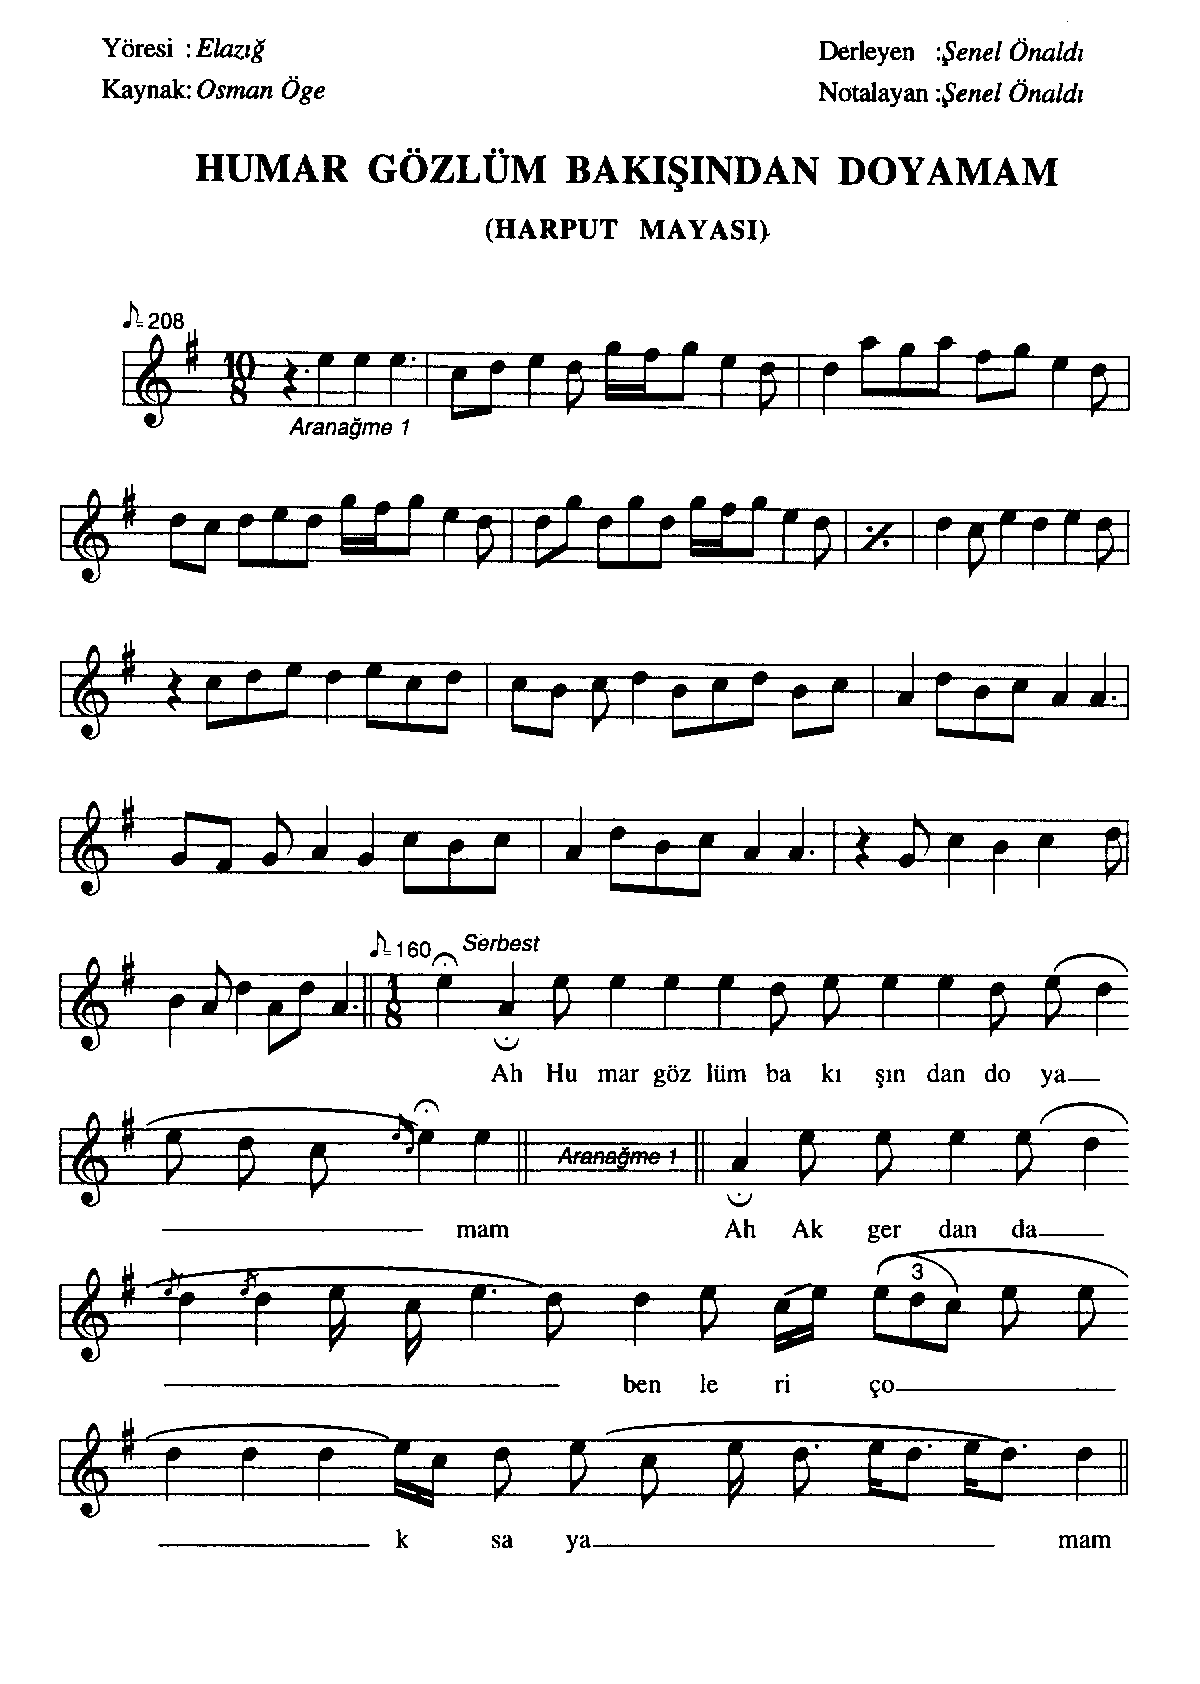 Yöresi : Elazığ
Derleyen :Şenel Önaldı
Kaynak: Osman Öge
Notalayan :Şenel Önaldı
HUMAR GÖZLÜM BAKIŞINDAN DOYAMAM
(HARPUT MAYASI)
♪=208
10
8
Aranağme 1
♪=160 Serbest
1
8
Ah Hu mar göz lüm ba kı şın dan do ya
Aranağme 1
mam Ah Ak ger dan da
3
ben le ri ço
k sa ya mam